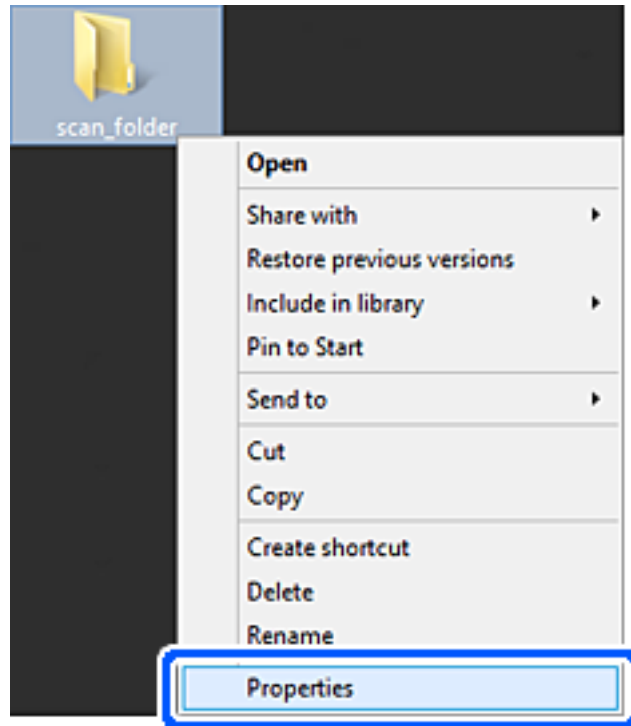 scan_folder
Open
Share with
Restore previous versions
Include in library
Pin to Start
Send to
Cut
Copy
Create shortcut
Delete
Rename
Properties